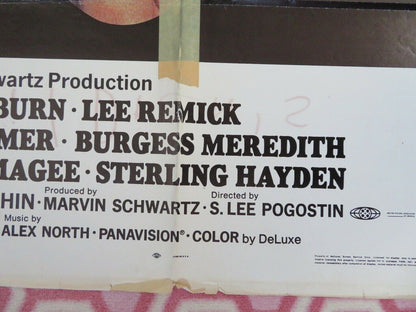 wartz Production
BURN · LEE REMICK
MER · BURGESS MEREDITH
MAGEE · STERLING HAYDEN
Produced by Directed by
HIN · MARVIN SCHWARTZ · S. LEE POGOSTIN
Music by
ALEX NORTH · PANAVISION® · COLOR by DeLuxe